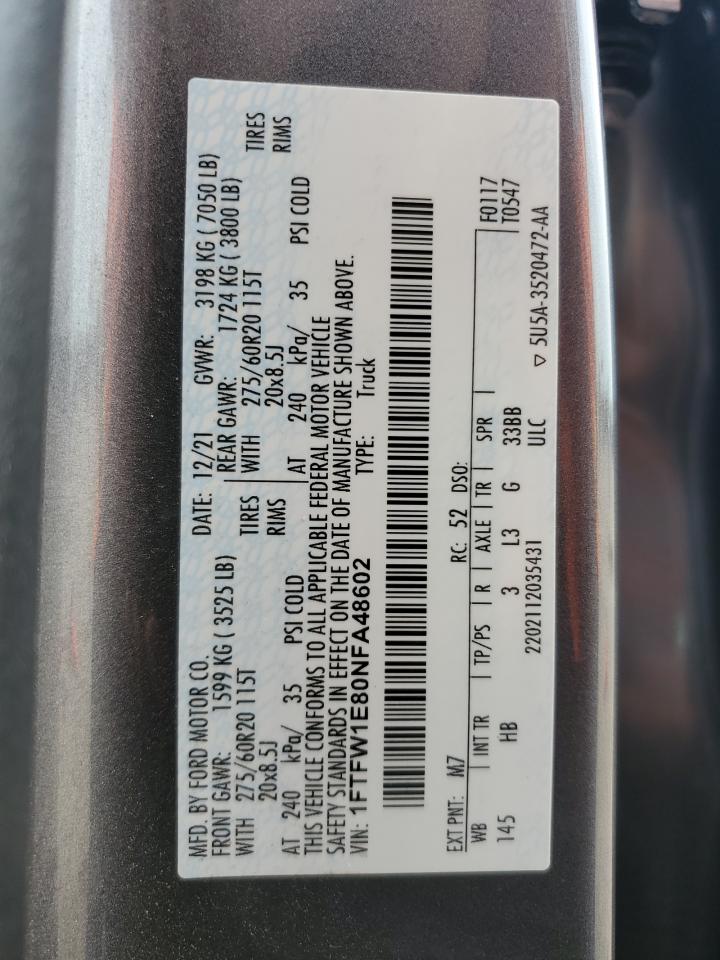 MFD. BY FORD MOTOR CO.
DATE: 12/21 GVWR: 3198 KG ( 7050 LB)
FRONT GAWR: 1599 KG ( 3525 LB) REAR GAWR: 1724 KG ( 3800 LB)
WITH 275/60R20 115T TIRES WITH 275/60R20 115T TIRES
20x8.5J RIMS 20x8.5J RIMS
AT 240 kPa/ 35 PSI COLD AT 240 kPa/ 35 PSI COLD
THIS VEHICLE CONFORMS TO ALL APPLICABLE FEDERAL MOTOR VEHICLE
SAFETY STANDARDS IN EFFECT ON THE DATE OF MANUFACTURE SHOWN ABOVE.
VIN: 1FTFW1E80NFA48602 TYPE: Truck
EXT PNT: M7 RC: 52 DSO:
WB INT TR TP/PS R AXLE TR SPR F0117
145 HB 3 L3 G 33BB T0547
2202112035431 ULC ▽ 5U5A-3520472-AA